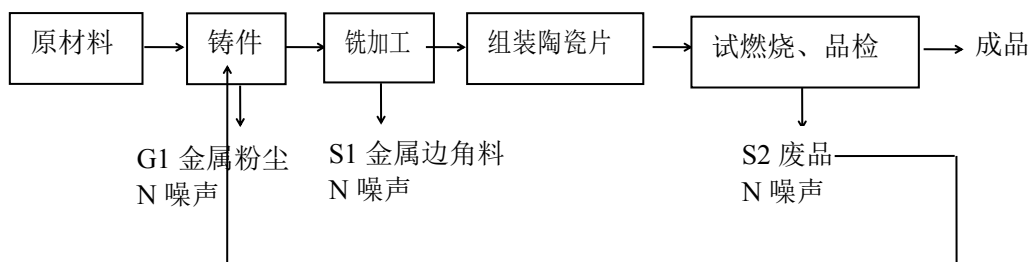 原材料
铸件
铣加工
组装陶瓷片
试燃烧、品检
成品
G1 金属粉尘
N 噪声
S1 金属边角料
N 噪声
S2 废品
N 噪声